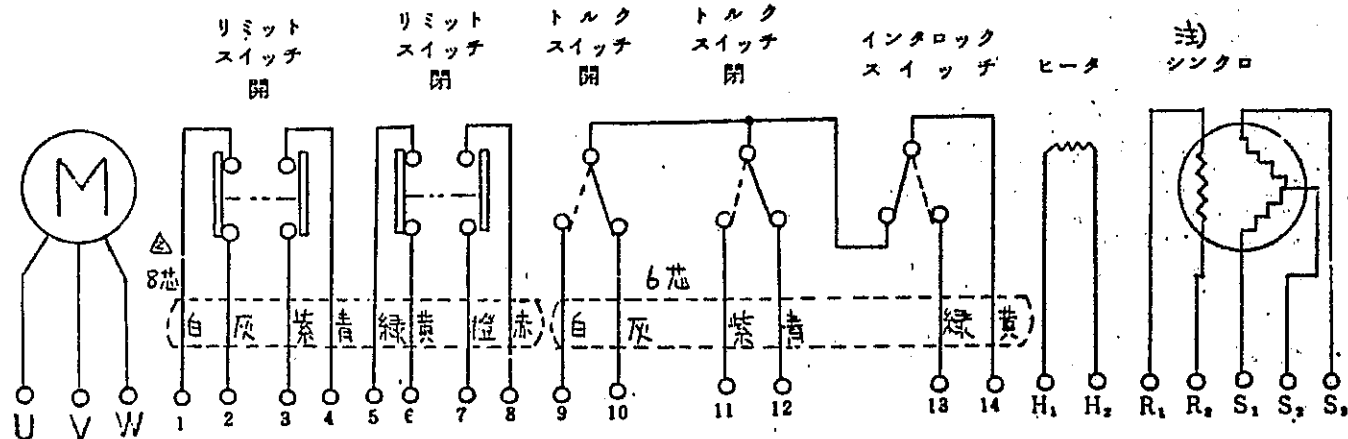 リミット
スイッチ
開
リミット
スイッチ
閉
トルク
スイッチ
開
トルク
スイッチ
閉
インタロック
スイッチ
ヒータ
注)
シンクロ
M
8芯
6芯
白 灰 紫 青 緑 黄 橙 赤
白 灰 紫 青 緑 黄
U V W 1 2 3 4 5 6 7 8 9 10 11 12 13 14 H₁ H₂ R₁ R₂ S₁ S₂ S₃